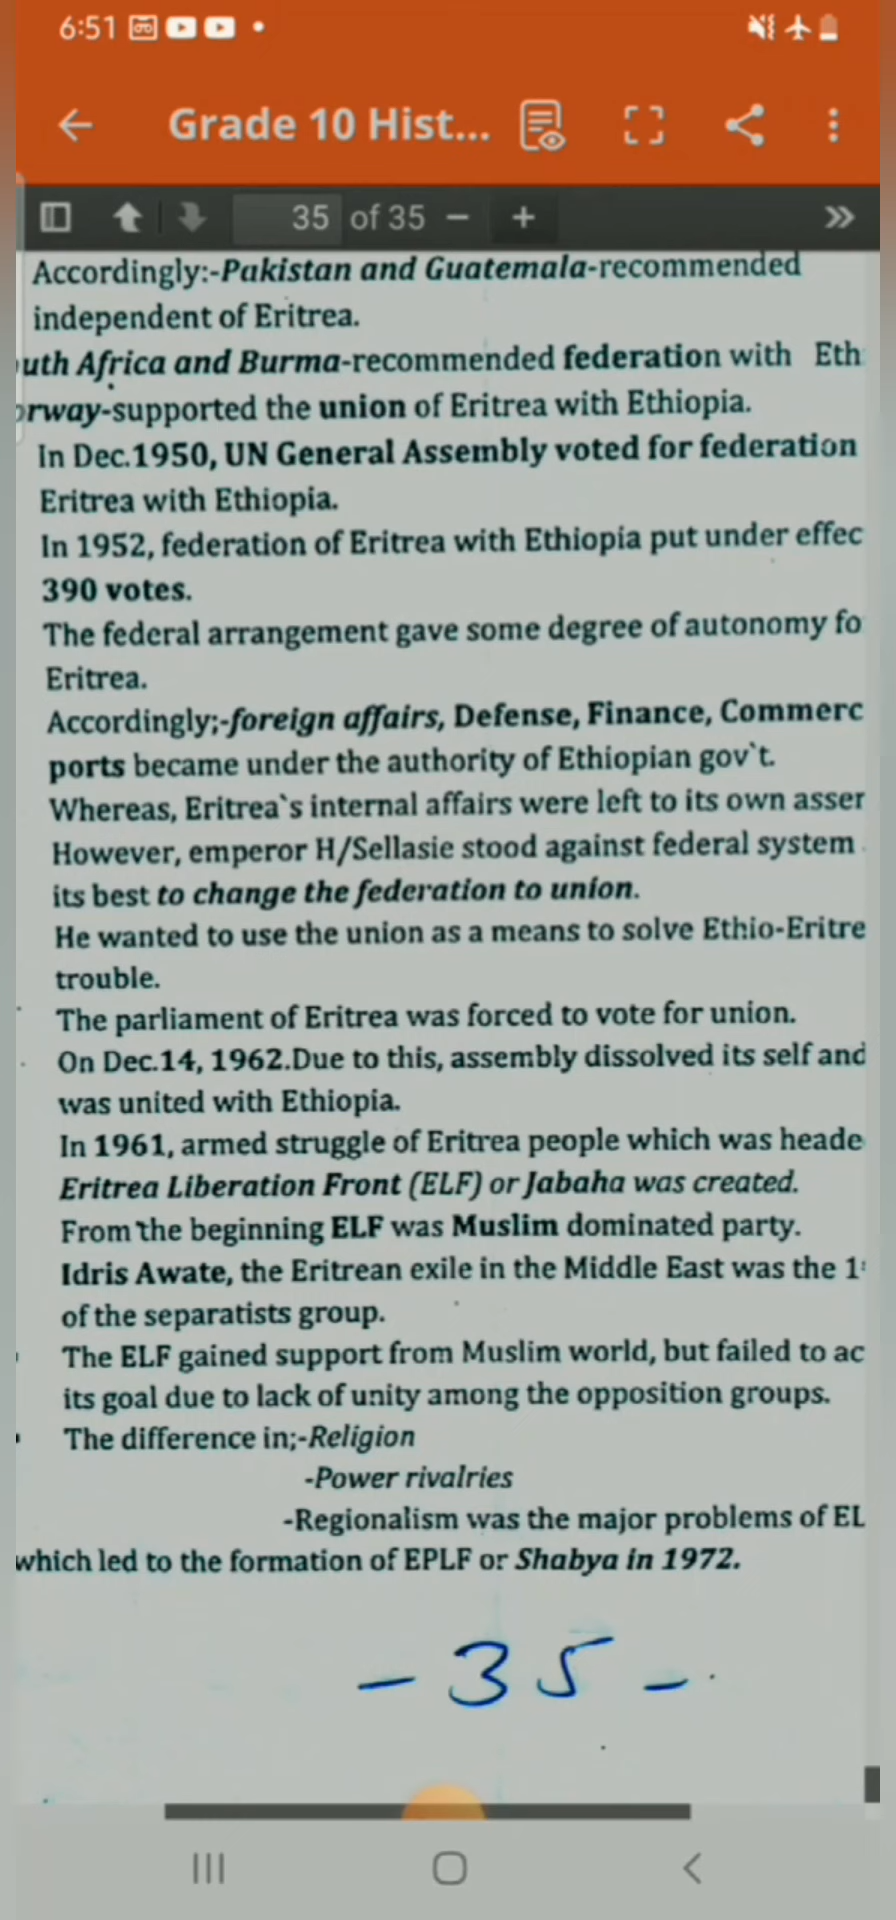 6:51
Grade 10 Hist...
35 of 35
Accordingly:-Pakistan and Guatemala-recommended
independent of Eritrea.
outh Africa and Burma-recommended federation with Eth
orway-supported the union of Eritrea with Ethiopia.
In Dec.1950, UN General Assembly voted for federation
Eritrea with Ethiopia.
In 1952, federation of Eritrea with Ethiopia put under effec
390 votes.
The federal arrangement gave some degree of autonomy fo
Eritrea.
Accordingly;-foreign affairs, Defense, Finance, Commerc
ports became under the authority of Ethiopian gov`t.
Whereas, Eritrea`s internal affairs were left to its own asser
However, emperor H/Sellasie stood against federal system
its best to change the federation to union.
He wanted to use the union as a means to solve Ethio-Eritre
trouble.
The parliament of Eritrea was forced to vote for union.
On Dec.14, 1962.Due to this, assembly dissolved its self and
was united with Ethiopia.
In 1961, armed struggle of Eritrea people which was heade
Eritrea Liberation Front (ELF) or Jabaha was created.
From the beginning ELF was Muslim dominated party.
Idris Awate, the Eritrean exile in the Middle East was the 1
of the separatists group.
The ELF gained support from Muslim world, but failed to ac
its goal due to lack of unity among the opposition groups.
The difference in;-Religion
-Power rivalries
-Regionalism was the major problems of EL
which led to the formation of EPLF or Shabya in 1972.
- 35 -